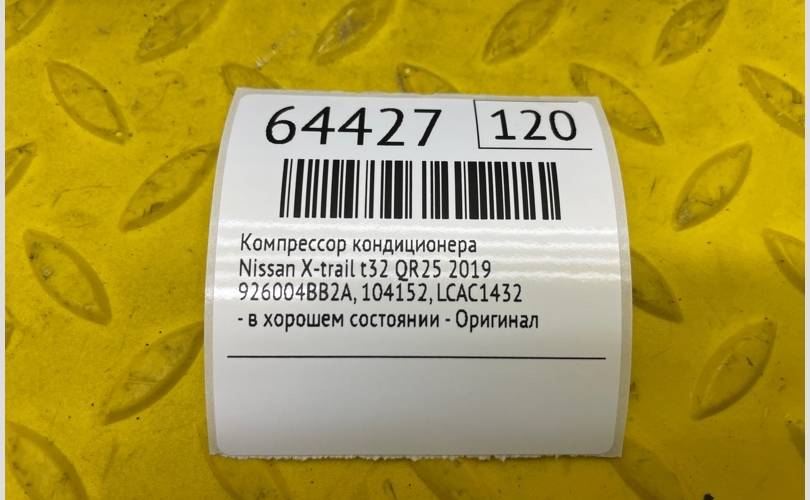 64427 120
Компрессор кондиционера
Nissan X-trail t32 QR25 2019
926004BB2A, 104152, LCAC1432
- в хорошем состоянии - Оригинал